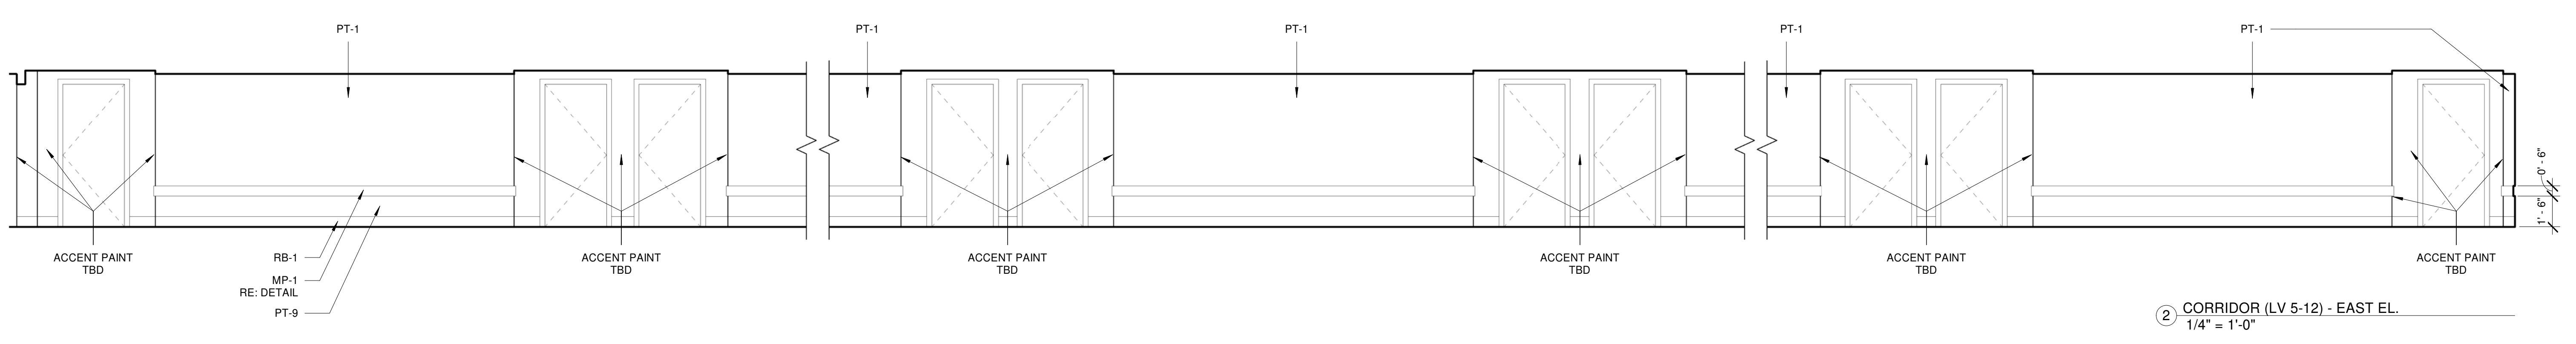 PT-1
PT-1
PT-1
PT-1
PT-1
0' - 6"
1' - 6"
RB-1
MP-1
RE: DETAIL
PT-9
ACCENT PAINT
TBD
ACCENT PAINT
TBD
ACCENT PAINT
TBD
ACCENT PAINT
TBD
ACCENT PAINT
TBD
ACCENT PAINT
TBD
2
CORRIDOR (LV 5-12) - EAST EL.
1/4" = 1'-0"